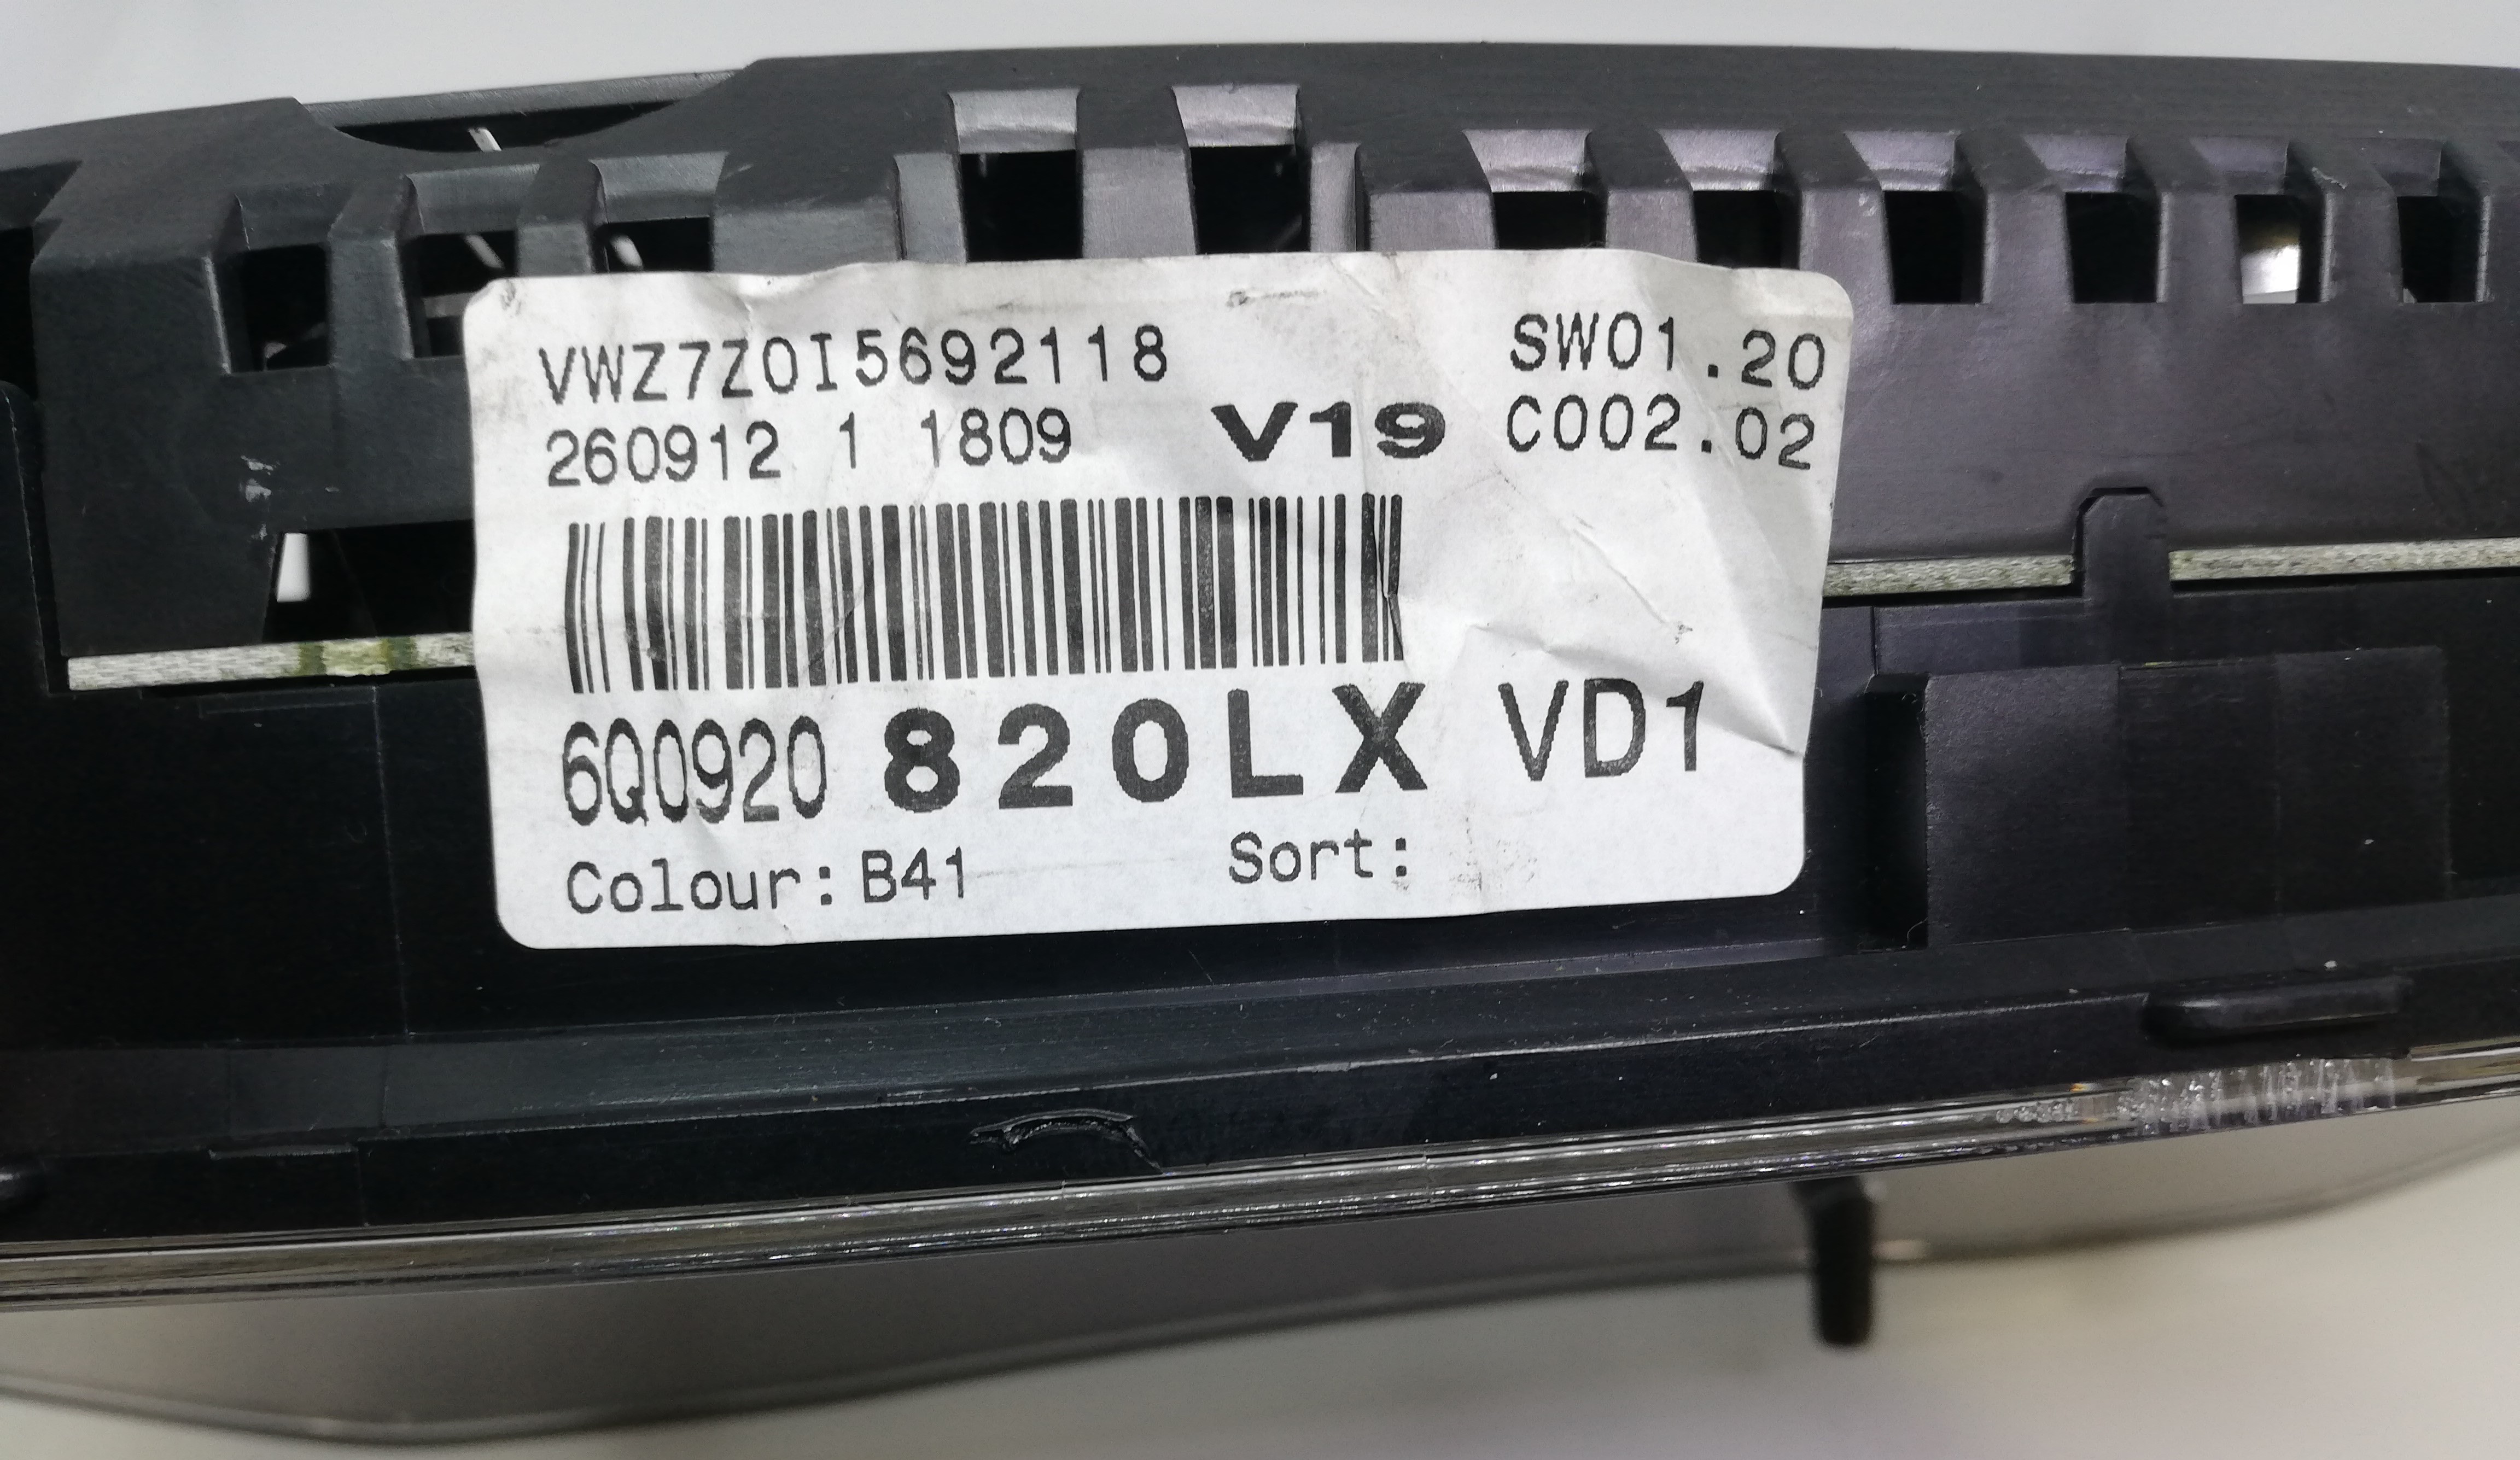 VWZ7Z0I5692118 SW01.20
260912 1 1809 V19 C002.02
6Q0920 820LX VD1
Colour: B41 Sort: